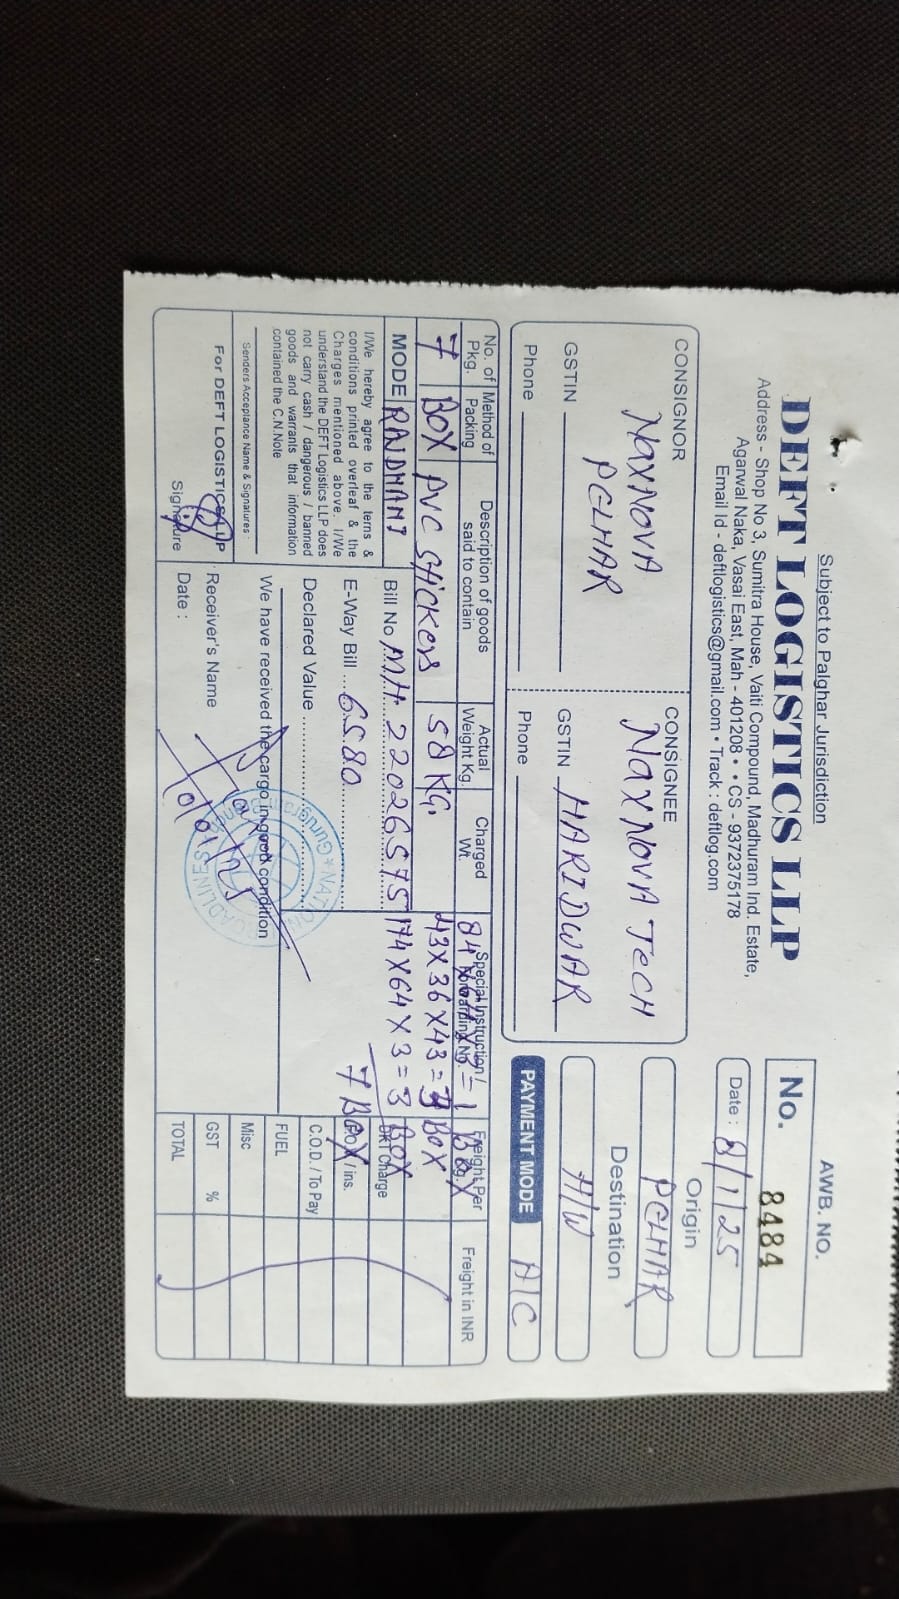 Subject to Palghar Jurisdiction
AWB. NO.
DEFT LOGISTICS LLP
No. 8484
Address - Shop No 3, Sumitra House, Vaiti Compound, Madhuram Ind. Estate,
Agarwal Naka, Vasai East, Mah - 401208 • • CS - 9372375178
Email Id - deftlogistics@gmail.com • Track : deftlog.com
Date : 8/1/25
CONSIGNOR
NaxNOVA
PELHAR
GSTIN
Phone
CONSIGNEE
NaxNOVA TecH
GSTIN HARIDWAR
Phone
Origin
PELHAR
Destination
H/W
PAYMENT MODE A/C
No. of Pkg.
Method of Packing
Description of goods said to contain
Actual Weight Kg.
Charged Wt.
Special Instruction /
Freight in INR
7 BOX PVC Stickers 58 KG.
43X36X43=3 BOX
174X64X3=3 BOX
7 Box
MODE RAJDHANI
Bill No MH 22026575
E-Way Bill 6580
Declared Value
I/We hereby agree to the terns &
conditions printed overleaf & the
Charges mentioned above. I/We
understand the DEFT Logistics LLP does
not carry cash / dangerous / banned
goods and warrants that information
contained the C.N.Note
Senders Acceptance Name & Signatures :
For DEFT LOGISTICS LLP
Signature
We have received the cargo in good condition
Receiver's Name
Date :
/ ins.
C.O.D. / To Pay
FUEL
Misc
GST %
TOTAL